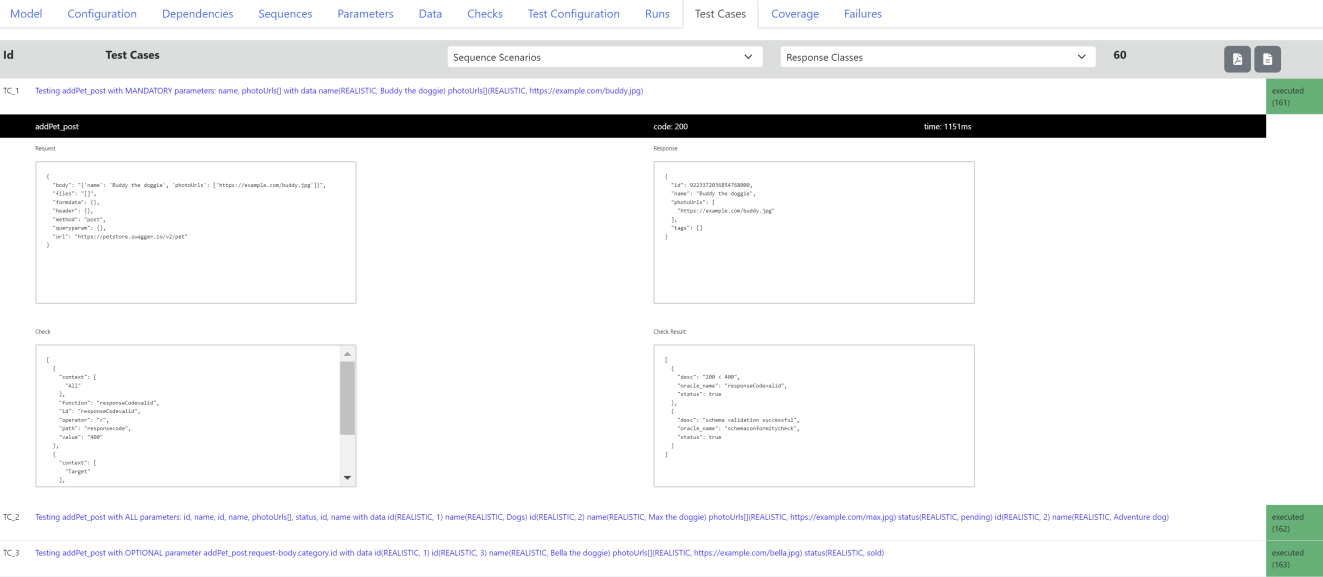 Model Configuration Dependencies Sequences Parameters Data Checks Test Configuration Runs Test Cases Coverage Failures
Id Test Cases Sequence Scenarios Response Classes 60
TC_1 Testing addPet_post with MANDATORY parameters: name, photoUrls[] with data name(REALISTIC, Buddy the doggie) photoUrls[](REALISTIC, https://example.com/buddy.jpg) executed
(161)
addPet_post code: 200 time: 1151ms
Request
{
"body": "{'name': 'Buddy the doggie', 'photoUrls': ['https://example.com/buddy.jpg']}",
"files": "[]",
"formdata": {},
"header": {},
"method": "post",
"queryparam": {},
"url": "https://petstore.swagger.io/v2/pet"
}
Response
{
"id": 9223372036854768000,
"name": "Buddy the doggie",
"photoUrls": [
"https://example.com/buddy.jpg"
],
"tags": []
}
Check
[
{
"context": [
"All"
],
"function": "responseCodevalid",
"id": "responseCodevalid",
"operator": "<",
"path": "responsecode",
"value": "400"
},
{
"context": [
"Target"
],
Check Result:
[
{
"desc": "200 < 400",
"oracle_name": "responseCodevalid",
"status": true
},
{
"desc": "schema validation successful",
"oracle_name": "schemaconformitycheck",
"status": true
}
]
TC_2 Testing addPet_post with ALL parameters: id, name, id, name, photoUrls[], status, id, name with data id(REALISTIC, 1) name(REALISTIC, Dogs) id(REALISTIC, 2) name(REALISTIC, Max the doggie) photoUrls[](REALISTIC, https://example.com/max.jpg) status(REALISTIC, pending) id(REALISTIC, 2) name(REALISTIC, Adventure dog) executed
(162)
TC_3 Testing addPet_post with OPTIONAL parameter addPet_post.request-body.category.id with data id(REALISTIC, 1) id(REALISTIC, 3) name(REALISTIC, Bella the doggie) photoUrls[](REALISTIC, https://example.com/bella.jpg) status(REALISTIC, sold) executed
(163)